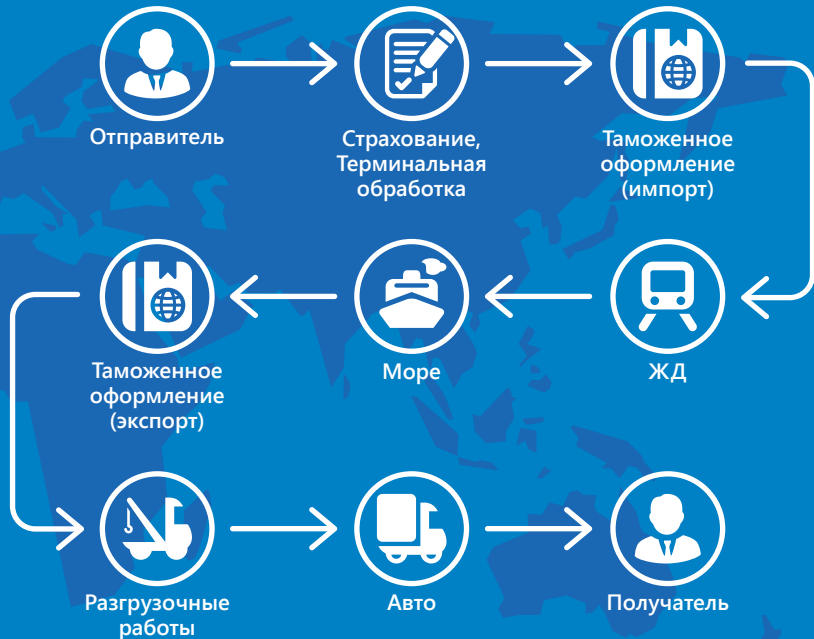 Отправитель
Страхование,
Терминальная
обработка
Таможенное
оформление
(импорт)
Таможенное
оформление
(экспорт)
Море
ЖД
Разгрузочные
работы
Авто
Получатель